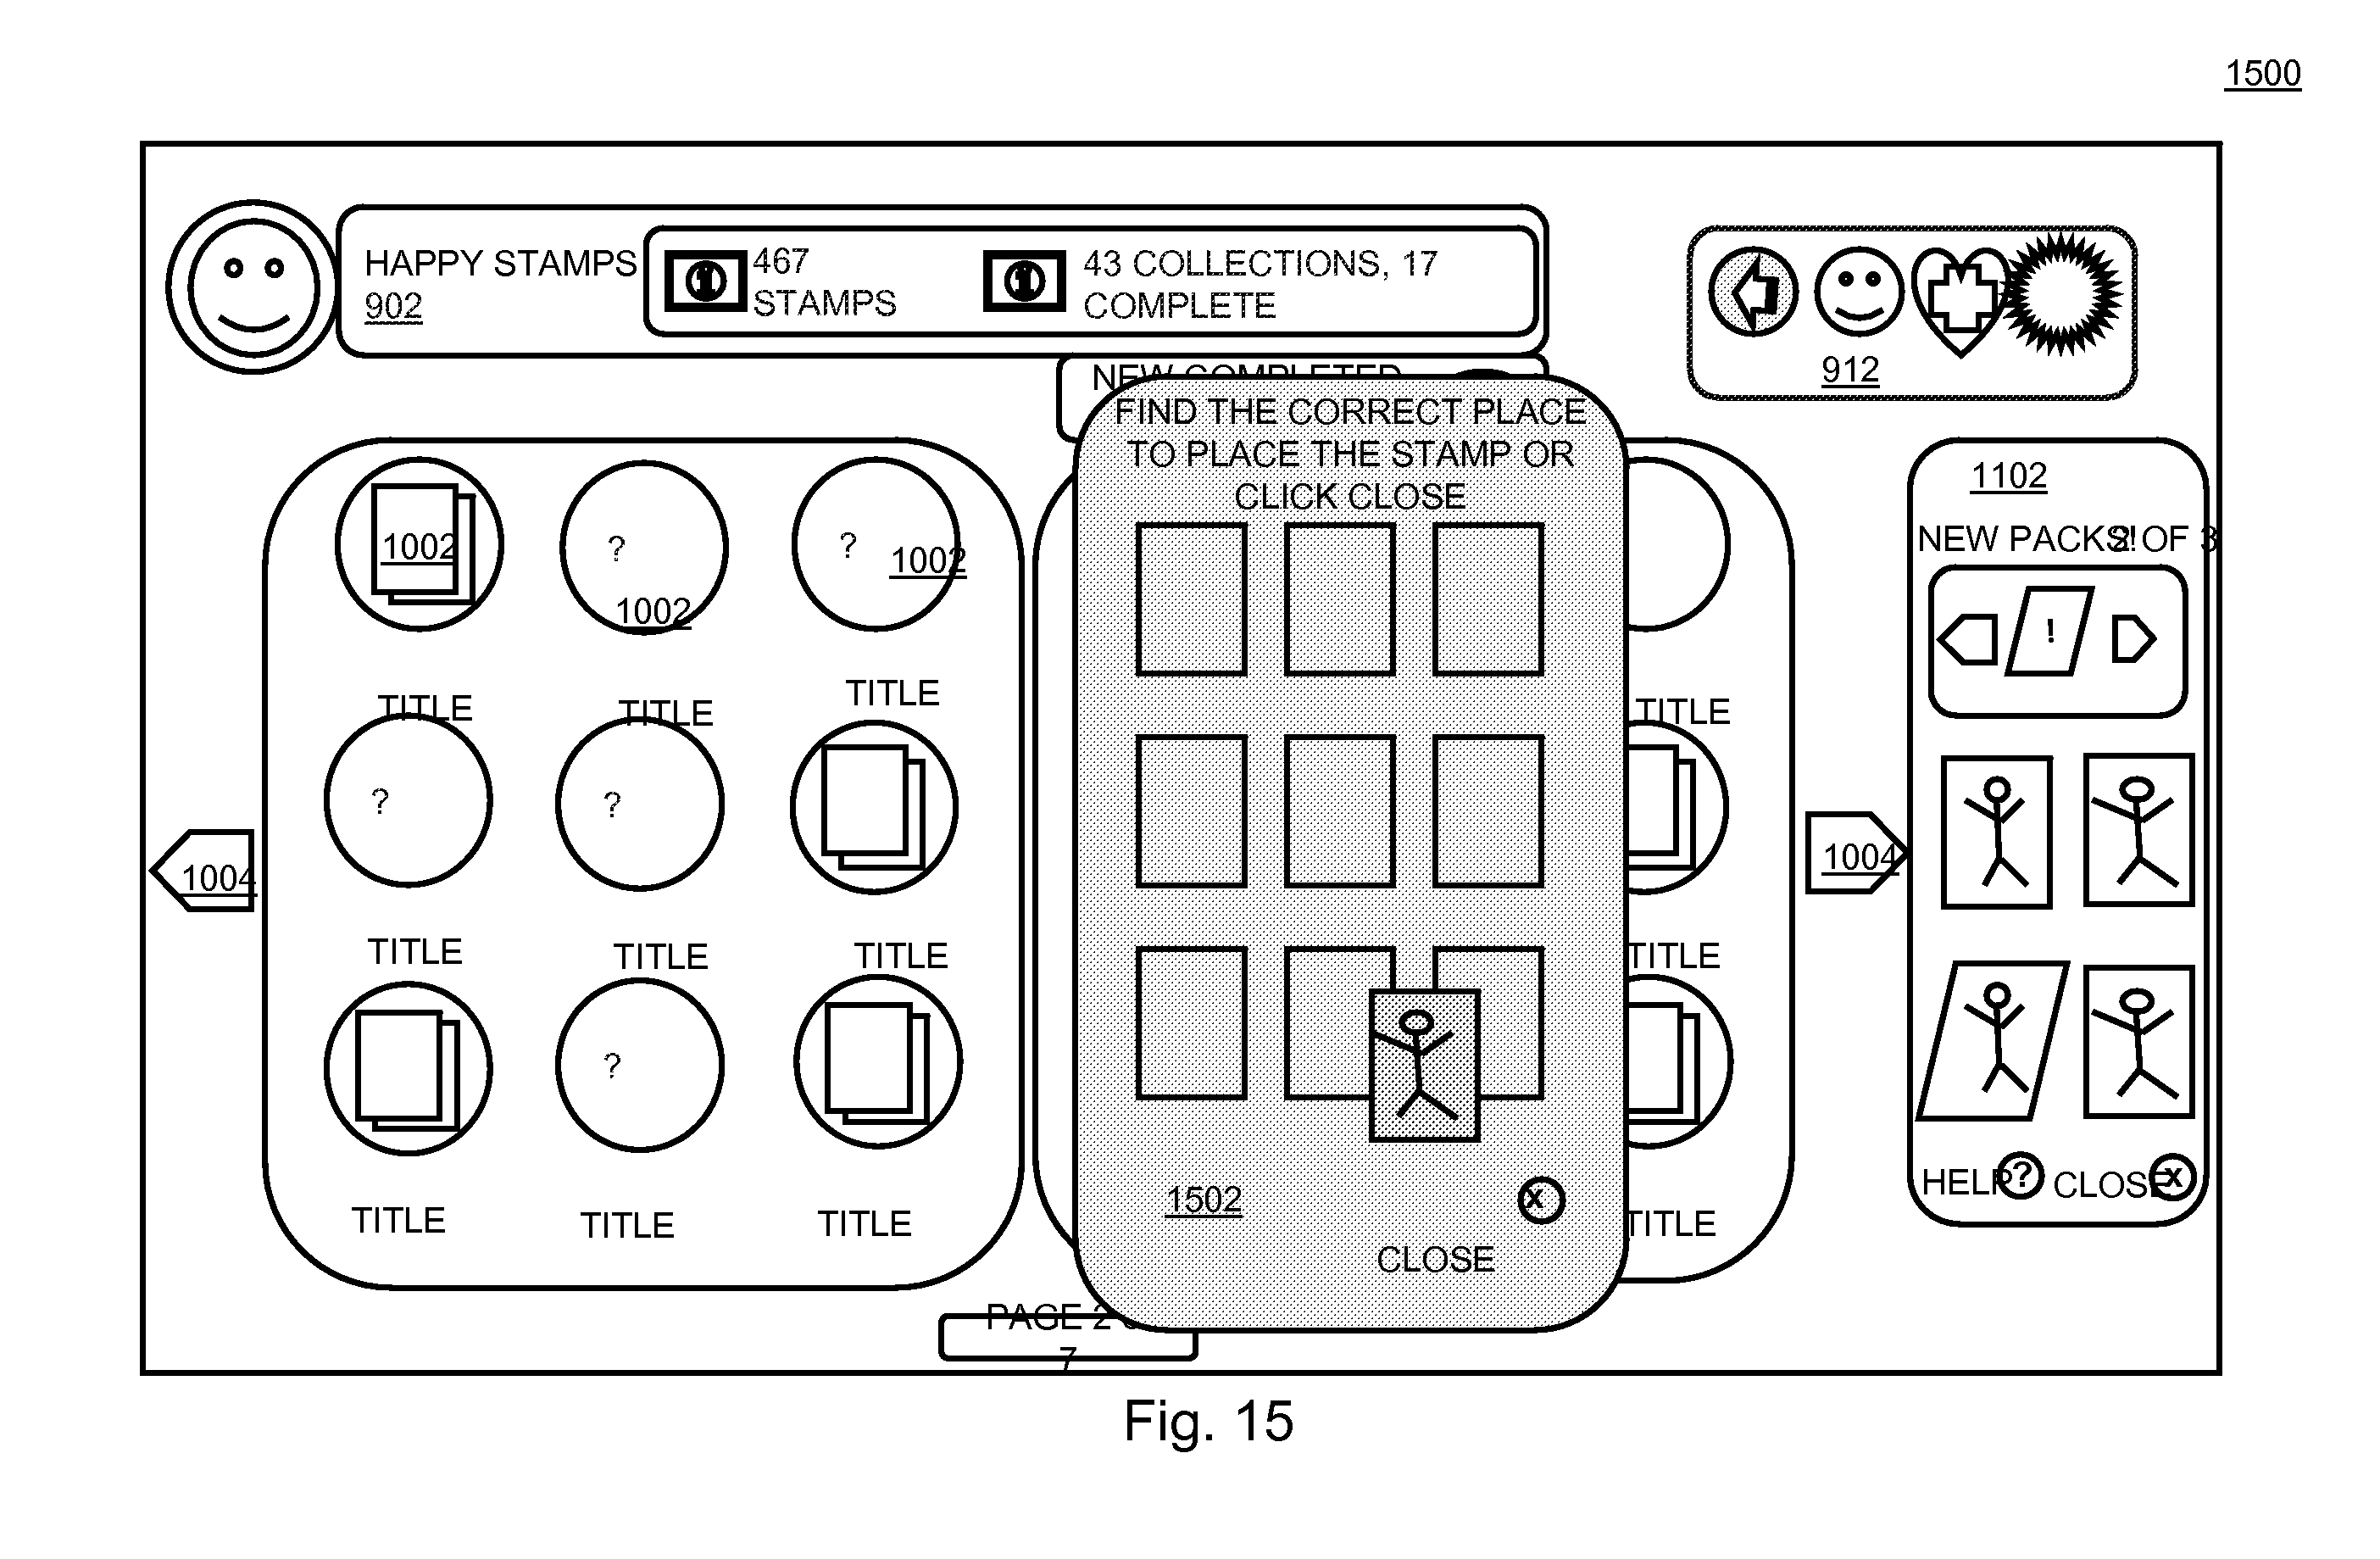 1500
HAPPY STAMPS
902
467
STAMPS
43 COLLECTIONS, 17
COMPLETE
912
NEW COMPLETED
FIND THE CORRECT PLACE
TO PLACE THE STAMP OR
CLICK CLOSE
1102
NEW PACKS! 2 OF 3
!
1002
?
1002
?
1002
TITLE
TITLE
TITLE
TITLE
?
?
1004
1004
TITLE
TITLE
TITLE
TITLE
?
HELP ? CLOSE x
1502
x
CLOSE
TITLE
TITLE
TITLE
TITLE
PAGE 2
7
Fig. 15